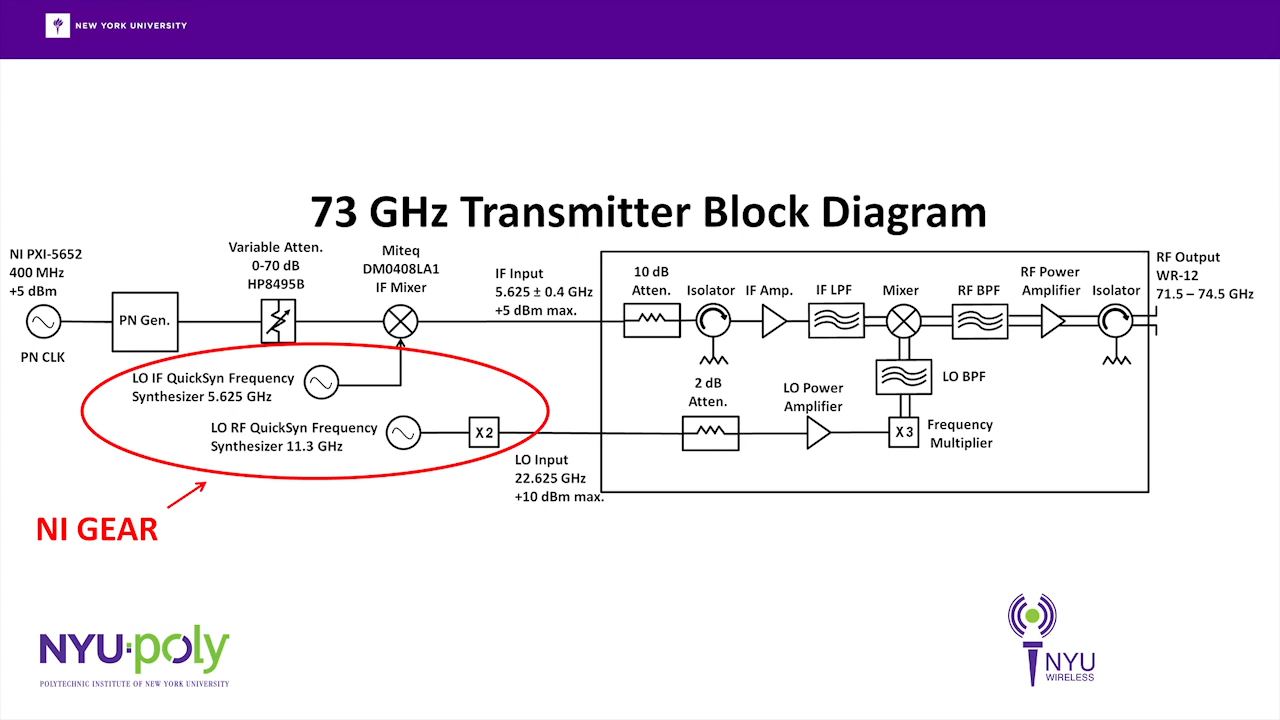 NEW YORK UNIVERSITY
73 GHz Transmitter Block Diagram
NI PXI-5652
400 MHz
+5 dBm
PN CLK
PN Gen.
Variable Atten.
0-70 dB
HP8495B
Miteq
DM0408LA1
IF Mixer
IF Input
5.625 ± 0.4 GHz
+5 dBm max.
10 dB
Atten.
Isolator
IF Amp.
IF LPF
Mixer
RF BPF
RF Power
Amplifier
Isolator
RF Output
WR-12
71.5 – 74.5 GHz
LO IF QuickSyn Frequency
Synthesizer 5.625 GHz
LO RF QuickSyn Frequency
Synthesizer 11.3 GHz
X2
LO Input
22.625 GHz
+10 dBm max.
2 dB
Atten.
LO Power
Amplifier
LO BPF
X3
Frequency
Multiplier
NI GEAR
NYU:poly
POLYTECHNIC INSTITUTE OF NEW YORK UNIVERSITY
NYU
WIRELESS